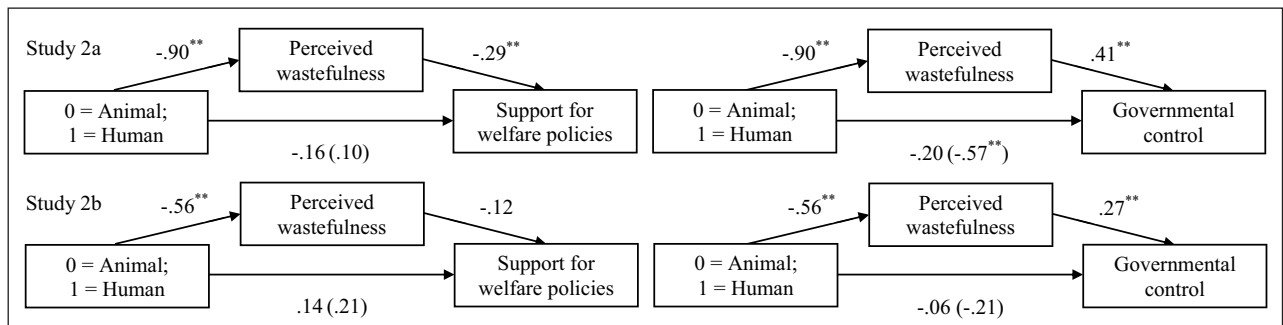 Study 2a
-.90**
Perceived
wastefulness
-.29**
0 = Animal;
1 = Human
Support for
welfare policies
-.16 (.10)
-.90**
Perceived
wastefulness
.41**
0 = Animal;
1 = Human
Governmental
control
-.20 (-.57**)
Study 2b
-.56**
Perceived
wastefulness
-.12
0 = Animal;
1 = Human
Support for
welfare policies
.14 (.21)
-.56**
Perceived
wastefulness
.27**
0 = Animal;
1 = Human
Governmental
control
-.06 (-.21)